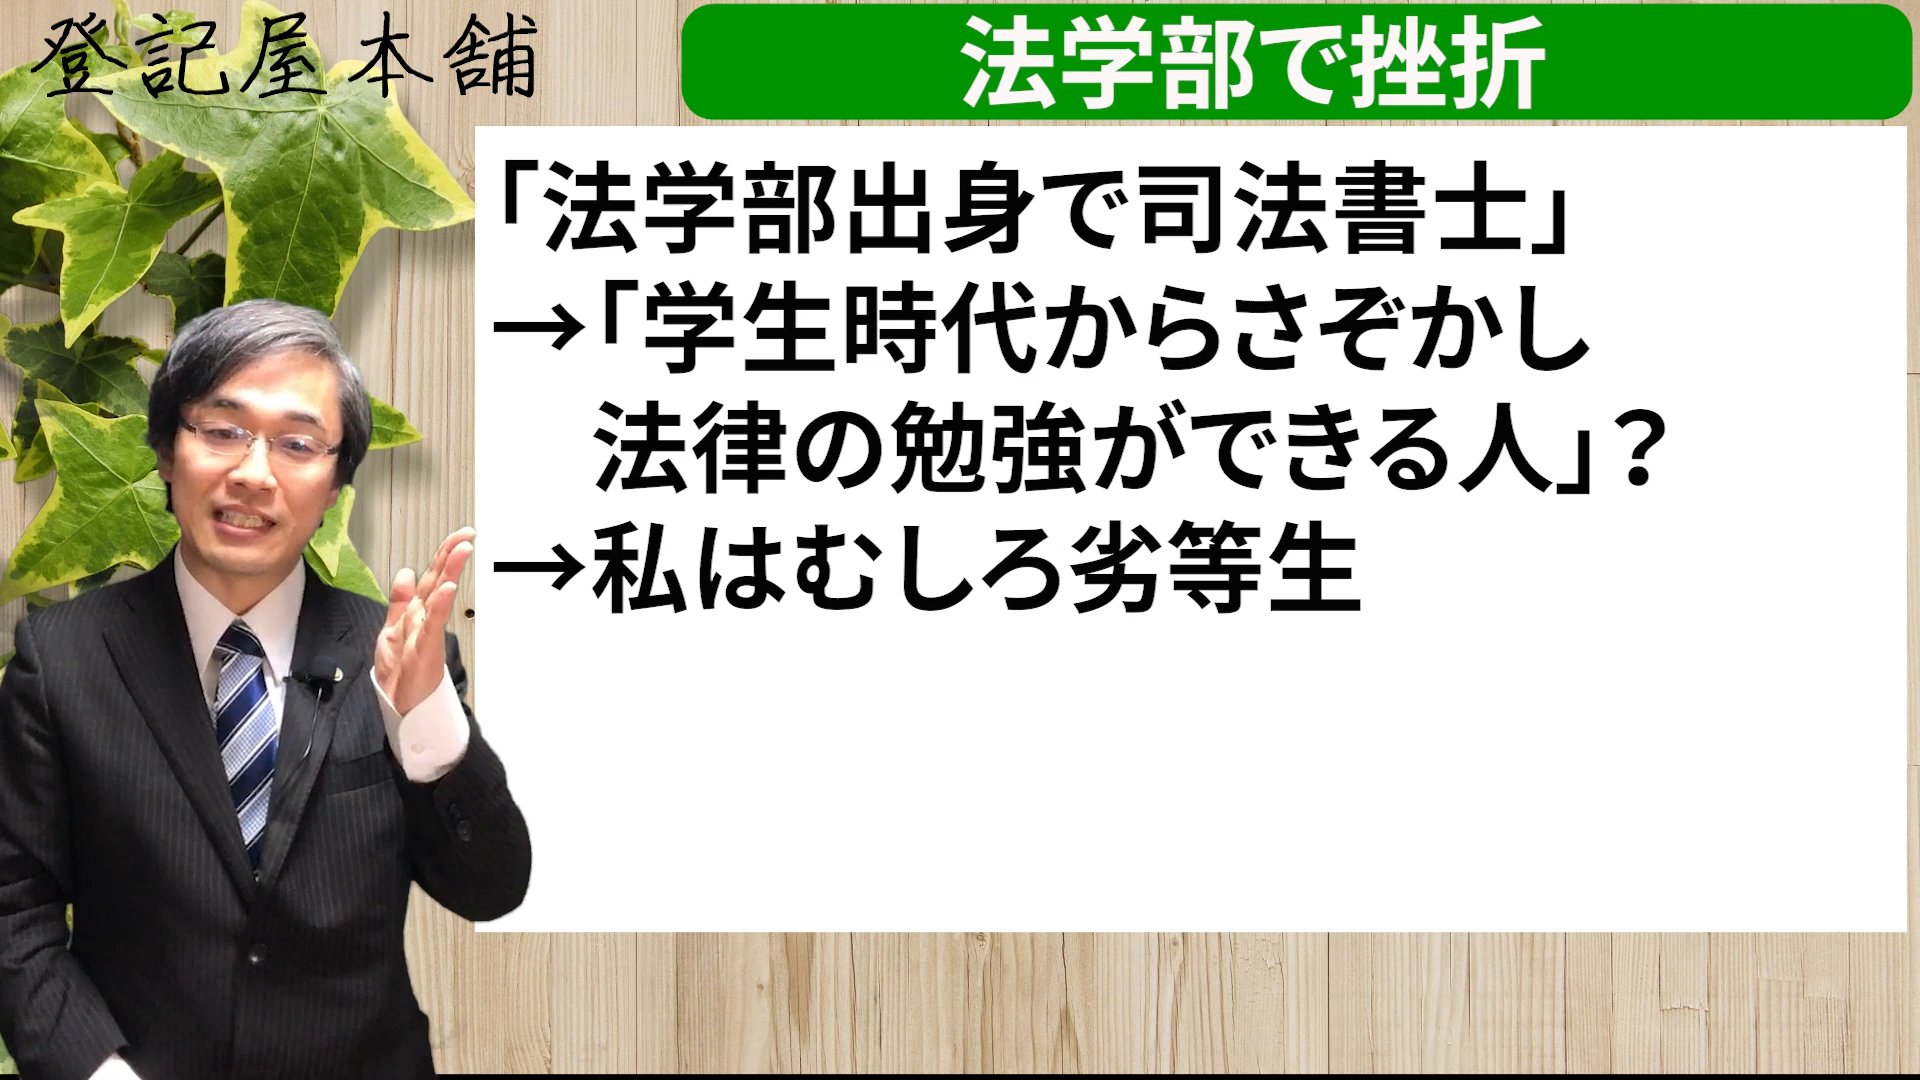 登記屋本舗
法学部で挫折
「法学部出身で司法書士」
→「学生時代からさぞかし
法律の勉強ができる人」？
→私はむしろ劣等生